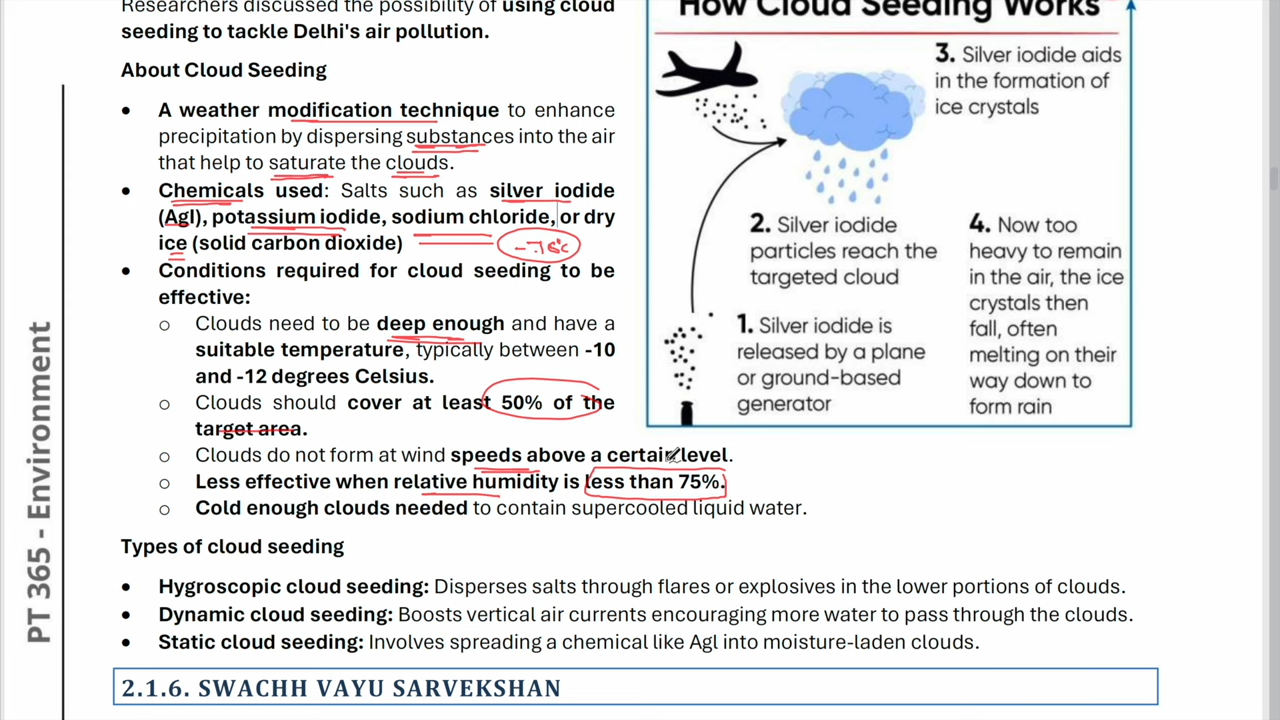 Researchers discussed the possibility of using cloud
seeding to tackle Delhi's air pollution.
About Cloud Seeding
• A weather modification technique to enhance
precipitation by dispersing substances into the air
that help to saturate the clouds.
• Chemicals used: Salts such as silver iodide
(AgI), potassium iodide, sodium chloride, or dry
ice (solid carbon dioxide)
-78°C
• Conditions required for cloud seeding to be
effective:
o Clouds need to be deep enough and have a
suitable temperature, typically between -10
and -12 degrees Celsius.
o Clouds should cover at least 50% of the
target area.
o Clouds do not form at wind speeds above a certain level.
o Less effective when relative humidity is less than 75%.
o Cold enough clouds needed to contain supercooled liquid water.
How Cloud Seeding Works
3. Silver iodide aids
in the formation of
ice crystals
2. Silver iodide
particles reach the
targeted cloud
4. Now too
heavy to remain
in the air, the ice
crystals then
fall, often
melting on their
way down to
form rain
1. Silver iodide is
released by a plane
or ground-based
generator
Types of cloud seeding
• Hygroscopic cloud seeding: Disperses salts through flares or explosives in the lower portions of clouds.
• Dynamic cloud seeding: Boosts vertical air currents encouraging more water to pass through the clouds.
• Static cloud seeding: Involves spreading a chemical like AgI into moisture-laden clouds.
2.1.6. SWACHH VAYU SARVEKSHAN
PT 365 - Environment